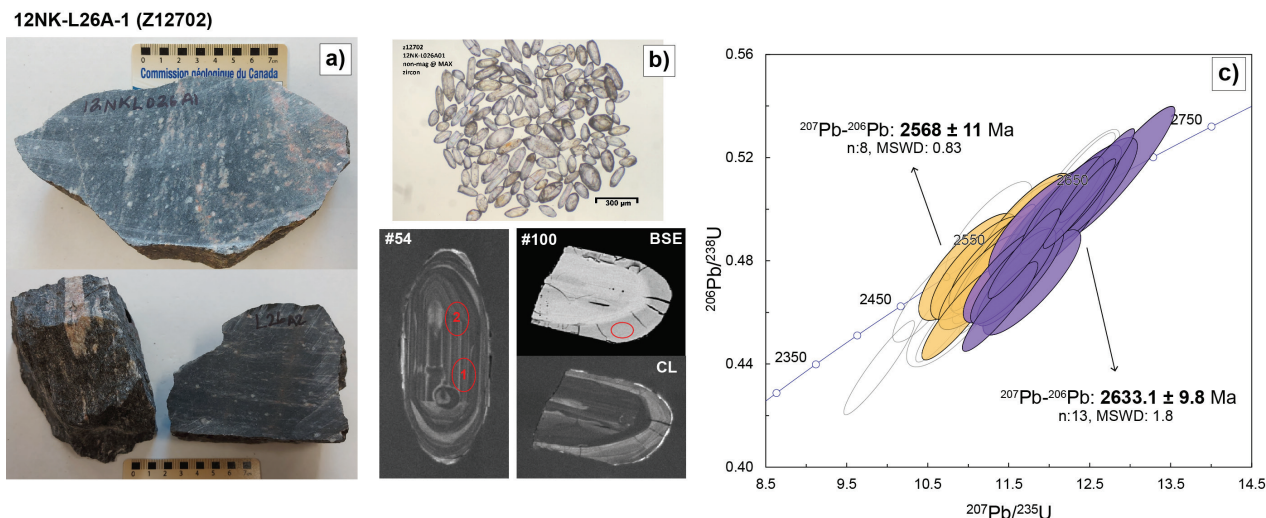 12NK-L26A-1 (Z12702)
a)
0 1 2 3 4 5 6 7cm
Commission géologique du Canada
12NKL026A1
L26A2
0 1 2 3 4 5 6 7cm
b)
z12702
12NK-L026A01
non-mag @ MAX
zircon
300 µm
#54
2
1
#100
BSE
CL
c)
0.56
0.52
0.48
0.44
0.40
206Pb/238U
8.5 9.5 10.5 11.5 12.5 13.5 14.5
207Pb/235U
2350
2450
2550
2650
2750
207Pb-206Pb: 2568 ± 11 Ma
n:8, MSWD: 0.83
207Pb-206Pb: 2633.1 ± 9.8 Ma
n:13, MSWD: 1.8